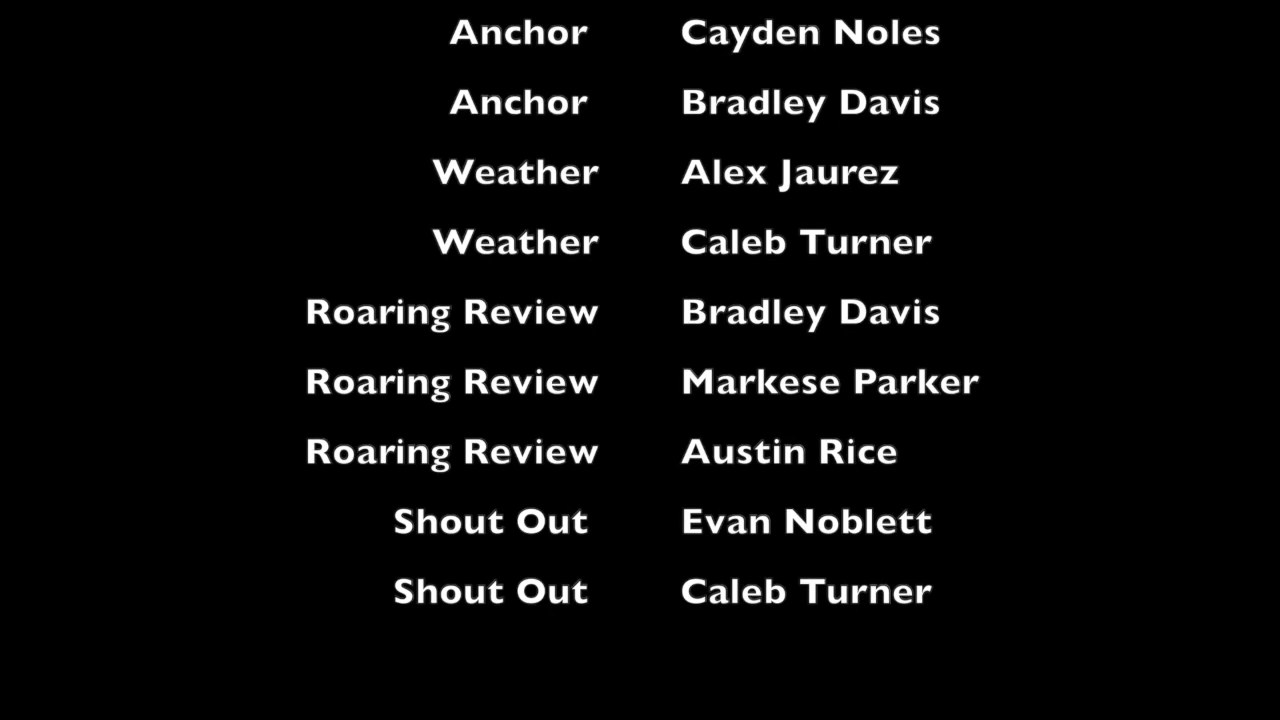 Anchor Cayden Noles
Anchor Bradley Davis
Weather Alex Jaurez
Weather Caleb Turner
Roaring Review Bradley Davis
Roaring Review Markese Parker
Roaring Review Austin Rice
Shout Out Evan Noblett
Shout Out Caleb Turner